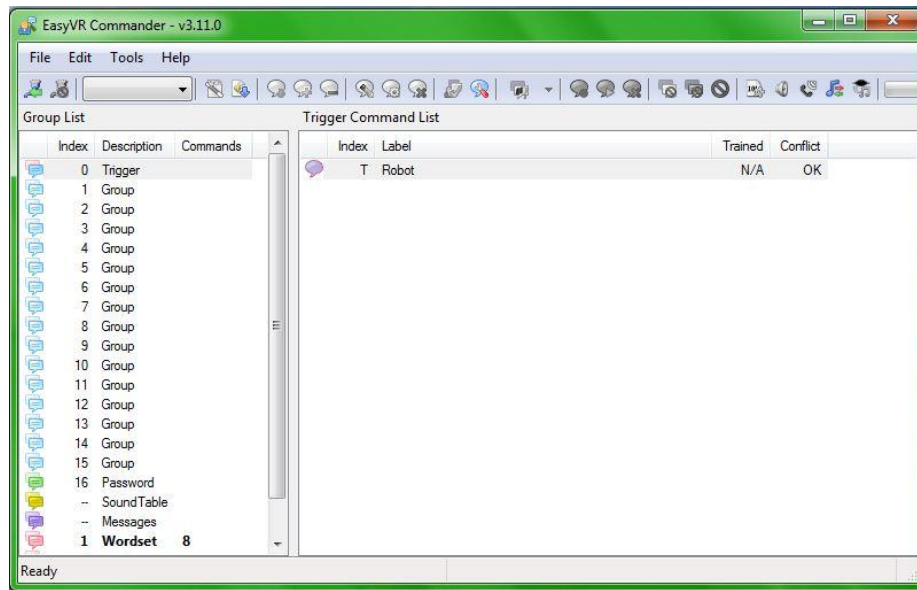 EasyVR Commander - v3.11.0
File Edit Tools Help
Group List
Index Description Commands
0 Trigger
1 Group
2 Group
3 Group
4 Group
5 Group
6 Group
7 Group
8 Group
9 Group
10 Group
11 Group
12 Group
13 Group
14 Group
15 Group
16 Password
-- SoundTable
-- Messages
1 Wordset 8
Trigger Command List
Index Label Trained Conflict
T Robot N/A OK
Ready